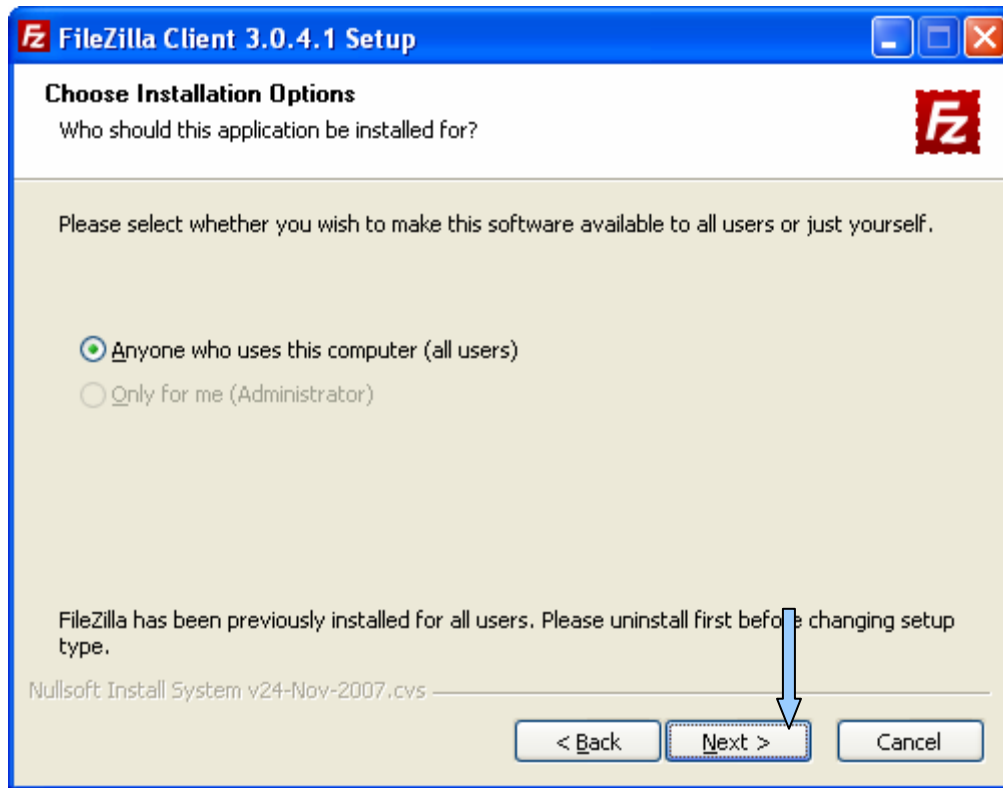 FileZilla Client 3.0.4.1 Setup
Choose Installation Options
Who should this application be installed for?
Fz
Please select whether you wish to make this software available to all users or just yourself.
Anyone who uses this computer (all users)
Only for me (Administrator)
FileZilla has been previously installed for all users. Please uninstall first before changing setup
type.
Nullsoft Install System v24-Nov-2007.cvs
< Back Next > Cancel